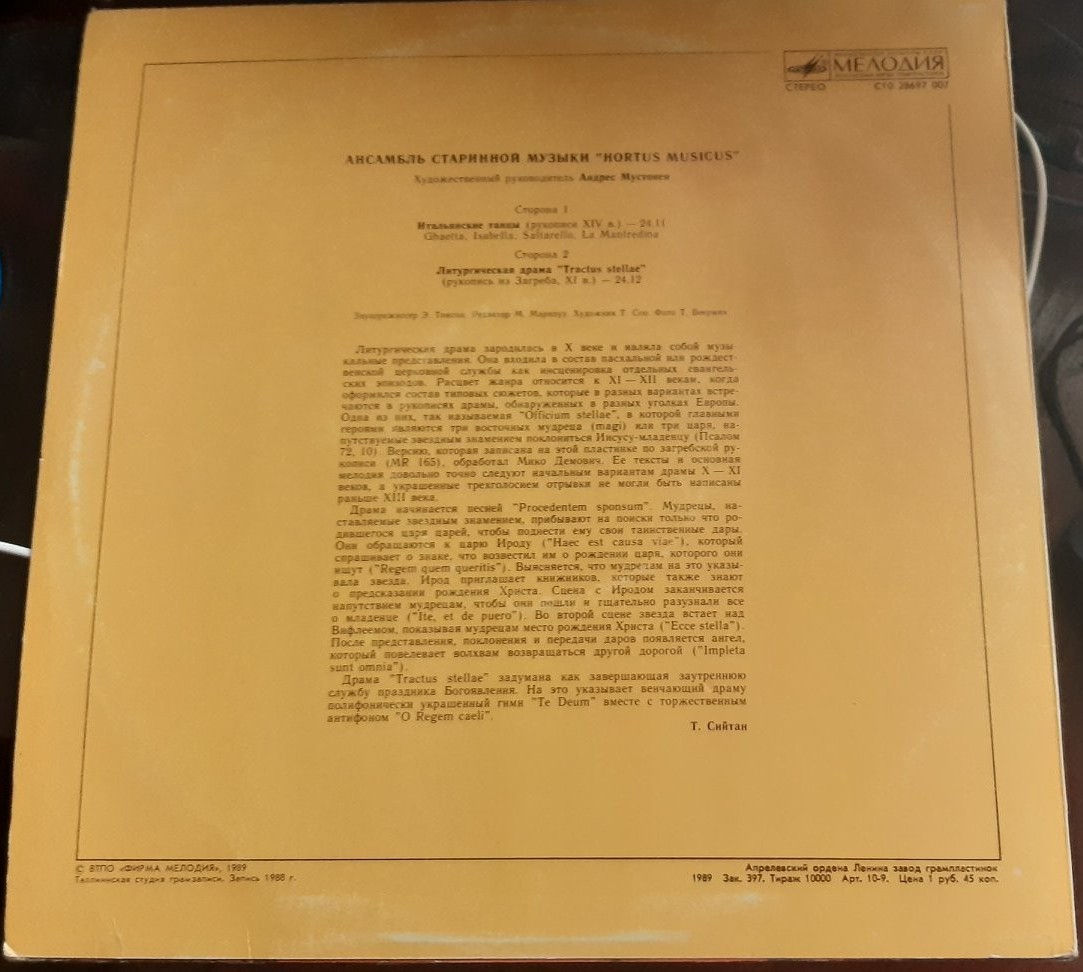 МЕЛОДИЯ
СТЕРЕО С10 28697 007
АНСАМБЛЬ СТАРИННОЙ МУЗЫКИ "HORTUS MUSICUS"
Художественный руководитель Андрес Мустонен
Сторона 1
Итальянские танцы (рукописи XIV в.) — 24.11
Ghaetta, Isabella, Saltarello, La Manfredina
Сторона 2
Литургическая драма "Tractus stellae"
(рукопись из Загреба, XI в.) — 24.12
Звукорежиссер Э. Томсон. Редактор М. Художник Т. Фото Т.
Литургическая драма зародилась в X веке и являла собой музы
кальные представления. Она входила в состав пасхальной или рождест-
венской церковной службы как инсценировка отдельных евангель-
ских эпизодов. Расцвет жанра относится к XI — XII векам, когда
оформился состав типовых сюжетов, которые в разных вариантах встре-
чаются в рукописях драмы, обнаруженных в разных уголках Европы.
Одна из них, так называемая "Officium stellae", в которой главными
героями являются три восточных мудреца (magi) или три царя, на-
путствуемые звездным знамением поклониться Иисусу-младенцу (Псалом
72, 10). Версию, которая записана на этой пластинке по загребской ру-
кописи (MR 165), обработал Мико Демович. Ее тексты и основная
мелодия довольно точно следуют начальным вариантам драмы X — XI
веков, а украшенные трехголосием отрывки не могли быть написаны
раньше XIII века.
Драма начинается песней "Procedentem sponsum". Мудрецы, на-
ставляемые звездным знамением, прибывают на поиски только что ро-
дившегося царя царей, чтобы поднести ему свои таинственные дары.
Они обращаются к царю Ироду ("Haec est causa viae"), который
спрашивает о знаке, что возвестил им о рождении царя, которого они
ищут ("Regem quem queritis"). Выясняется, что мудрецам на это указы-
вала звезда. Ирод приглашает книжников, которые также знают
о предсказании рождения Христа. Сцена с Иродом заканчивается
напутствием мудрецам, чтобы они пошли и тщательно разузнали все
о младенце ("Ite, et de puero"). Во второй сцене звезда встает над
Вифлеемом, показывая мудрецам место рождения Христа ("Ecce stella").
После представления, поклонения и передачи даров появляется ангел,
который повелевает волхвам возвращаться другой дорогой ("Impleta
sunt omnia").
Драма "Tractus stellae" задумана как завершающая заутреннюю
службу праздника Богоявления. На это указывает венчающий драму
полифонически украшенный гимн "Te Deum" вместе с торжественным
антифоном "O Regem caeli".
Т. Сийтан
© ВТПО «ФИРМА МЕЛОДИЯ», 1989
Таллиннская студия грамзаписи. Запись 1988 г.
Апрелевский ордена Ленина завод грампластинок
1989 Зак. 397. Тираж 10000 Арт. 10-9. Цена 1 руб. 45 коп.